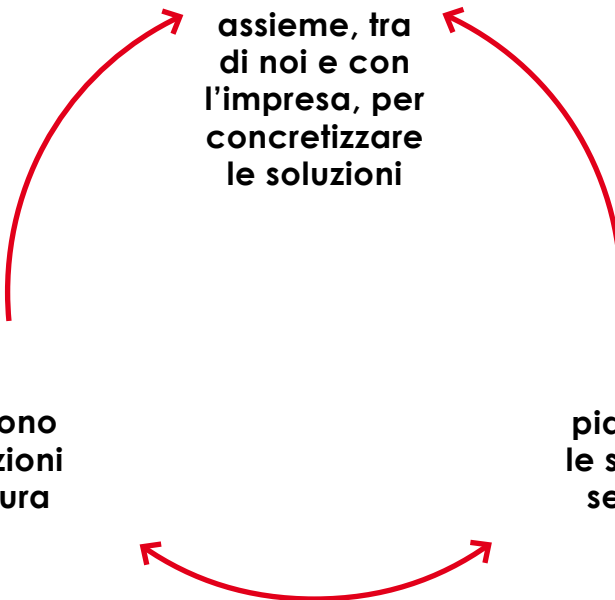 assieme, tra
di noi e con
l’impresa, per
concretizzare
le soluzioni
ono
zioni
ura
pia
le s
se